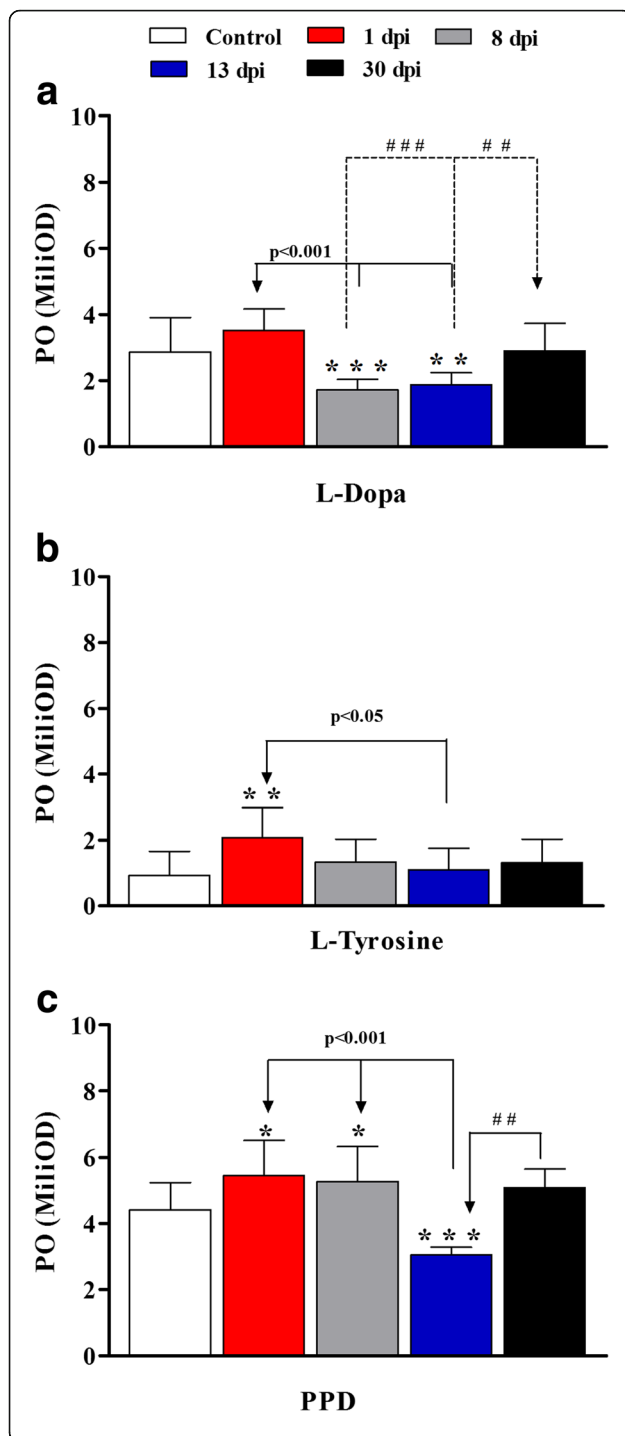 Control 1 dpi 8 dpi
13 dpi 30 dpi
a
10
8
6
4
2
0
PO (MiliOD)
# # #
# #
p<0.001
* * *
* *
L-Dopa
b
10
8
6
4
2
0
PO (MiliOD)
p<0.05
* *
L-Tyrosine
c
10
8
6
4
2
0
PO (MiliOD)
p<0.001
# #
*
*
* * *
PPD